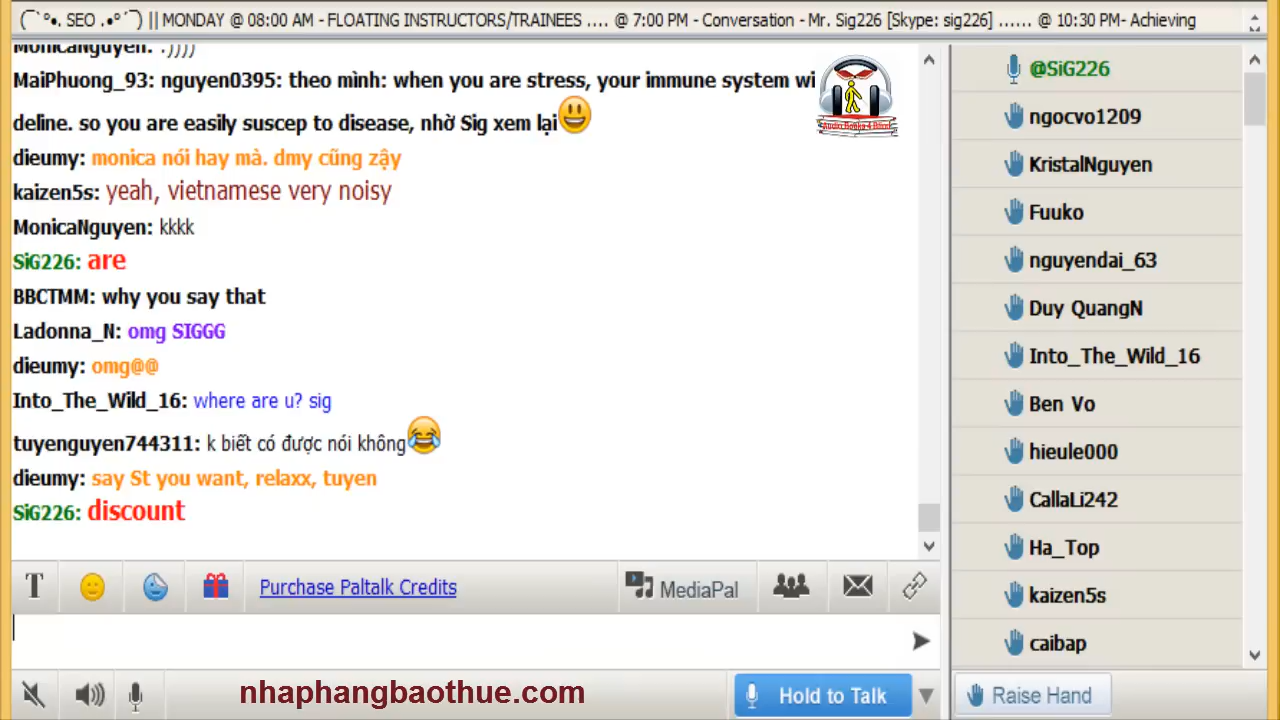 (¯`°•. SEO .•°´¯) || MONDAY @ 08:00 AM - FLOATING INSTRUCTORS/TRAINEES .... @ 7:00 PM - Conversation - Mr. Sig226 [Skype: sig226] ...... @ 10:30 PM- Achieving
MonicaNguyen: :))))
MaiPhuong_93: nguyen0395: theo mình: when you are stress, your immune system wi
deline. so you are easily suscep to disease, nhờ Sig xem lại
dieumy: monica nói hay mà. dmy cũng zậy
kaizen5s: yeah, vietnamese very noisy
MonicaNguyen: kkkk
SiG226: are
BBCTMM: why you say that
Ladonna_N: omg SIGGG
dieumy: omg@@
Into_The_Wild_16: where are u? sig
tuyenguyen744311: k biết có được nói không
dieumy: say St you want, relaxx, tuyen
SiG226: discount
T
Purchase Paltalk Credits
MediaPal
nhaphangbaothue.com
Hold to Talk
@SiG226
ngocvo1209
KristalNguyen
Fuuko
nguyendai_63
Duy QuangN
Into_The_Wild_16
Ben Vo
hieule000
CallaLi242
Ha_Top
kaizen5s
caibap
Raise Hand